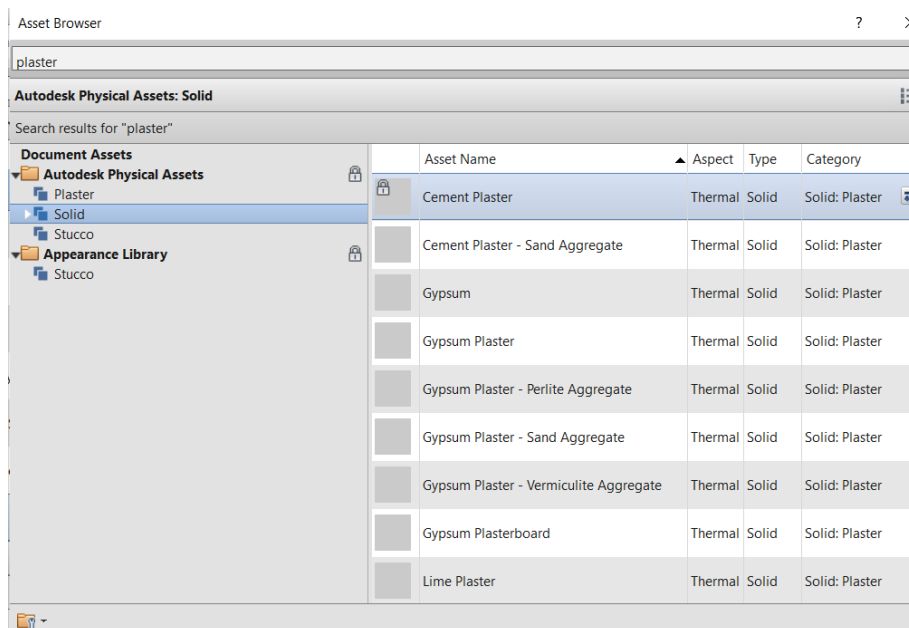 Asset Browser ?
plaster
Autodesk Physical Assets: Solid
Search results for "plaster"
Document Assets
Autodesk Physical Assets
Plaster
Solid
Stucco
Appearance Library
Stucco
Asset Name Aspect Type Category
Cement Plaster Thermal Solid Solid: Plaster
Cement Plaster - Sand Aggregate Thermal Solid Solid: Plaster
Gypsum Thermal Solid Solid: Plaster
Gypsum Plaster Thermal Solid Solid: Plaster
Gypsum Plaster - Perlite Aggregate Thermal Solid Solid: Plaster
Gypsum Plaster - Sand Aggregate Thermal Solid Solid: Plaster
Gypsum Plaster - Vermiculite Aggregate Thermal Solid Solid: Plaster
Gypsum Plasterboard Thermal Solid Solid: Plaster
Lime Plaster Thermal Solid Solid: Plaster